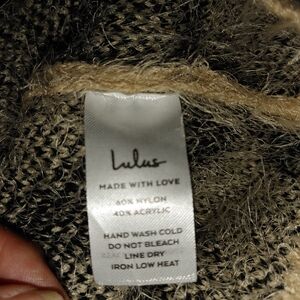 Lulus
MADE WITH LOVE
60% NYLON
40% ACRYLIC
HAND WASH COLD
DO NOT BLEACH
LINE DRY
IRON LOW HEAT